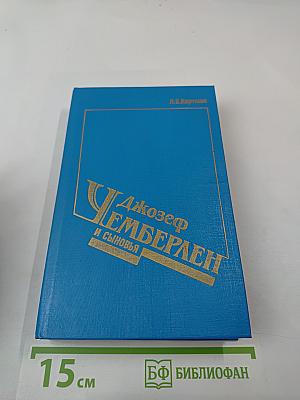 Джозеф
Чемберлен
и сыновья
15 см
БФ БИБЛИОФАН